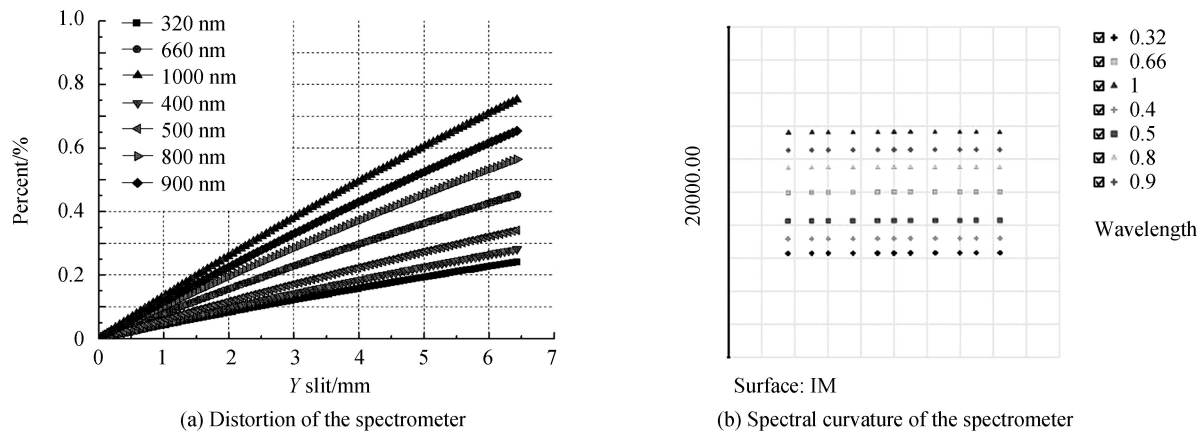 1.0
0.8
0.6
0.4
0.2
0
Percent/%
320 nm
660 nm
1000 nm
400 nm
500 nm
800 nm
900 nm
0 1 2 3 4 5 6 7
Y slit/mm
(a) Distortion of the spectrometer
20000.00
0.32
0.66
1
0.4
0.5
0.8
0.9
Wavelength
Surface: IM
(b) Spectral curvature of the spectrometer